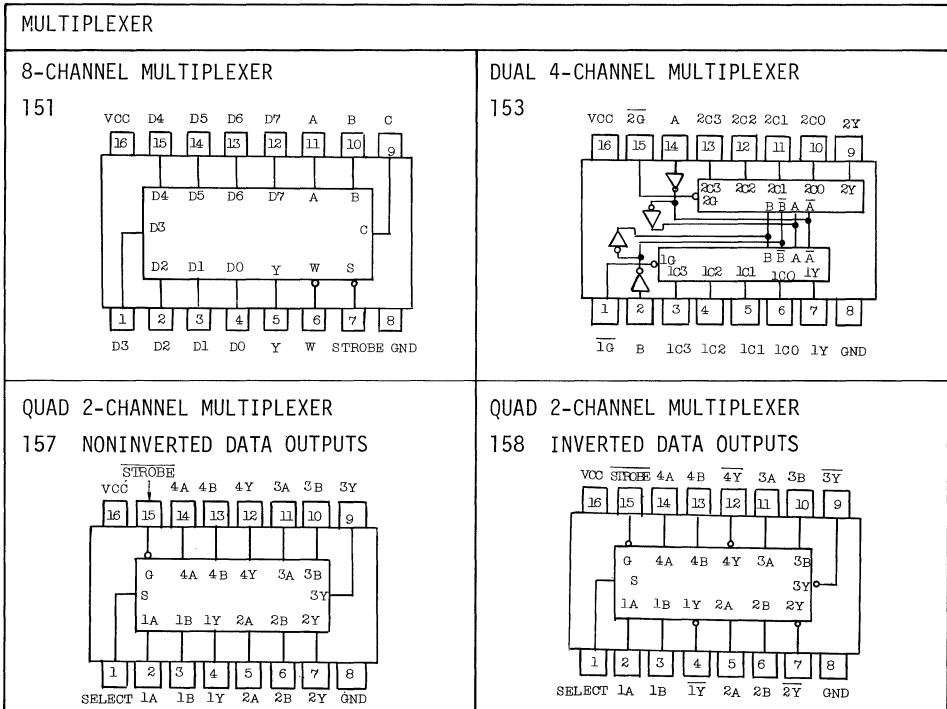 MULTIPLEXER
8-CHANNEL MULTIPLEXER
151
VCC D4 D5 D6 D7 A B C
16 15 14 13 12 11 10 9
D4 D5 D6 D7 A B
D3 C
D2 D1 D0 Y W S
1 2 3 4 5 6 7 8
D3 D2 D1 D0 Y W STROBE GND
DUAL 4-CHANNEL MULTIPLEXER
153
VCC 2G̅ A 2C3 2C2 2C1 2C0 2Y
16 15 14 13 12 11 10 9
2C3 2C2 2C1 2C0 2Y
2G
B B̅ A A̅
B B̅ A A̅
1G
1C3 1C2 1C1 1C0 1Y
1 2 3 4 5 6 7 8
1G̅ B 1C3 1C2 1C1 1C0 1Y GND
QUAD 2-CHANNEL MULTIPLEXER
157 NONINVERTED DATA OUTPUTS
S̅T̅R̅O̅B̅E̅
VCC 4A 4B 4Y 3A 3B 3Y
16 15 14 13 12 11 10 9
G 4A 4B 4Y 3A 3B
S 3Y
1A 1B 1Y 2A 2B 2Y
1 2 3 4 5 6 7 8
SELECT 1A 1B 1Y 2A 2B 2Y GND
QUAD 2-CHANNEL MULTIPLEXER
158 INVERTED DATA OUTPUTS
VCC S̅T̅R̅O̅B̅E̅ 4A 4B 4̅Y̅ 3A 3B 3̅Y̅
16 15 14 13 12 11 10 9
G 4A 4B 4Y 3A 3B
S 3Y
1A 1B 1Y 2A 2B 2Y
1 2 3 4 5 6 7 8
SELECT 1A 1B 1̅Y̅ 2A 2B 2̅Y̅ GND